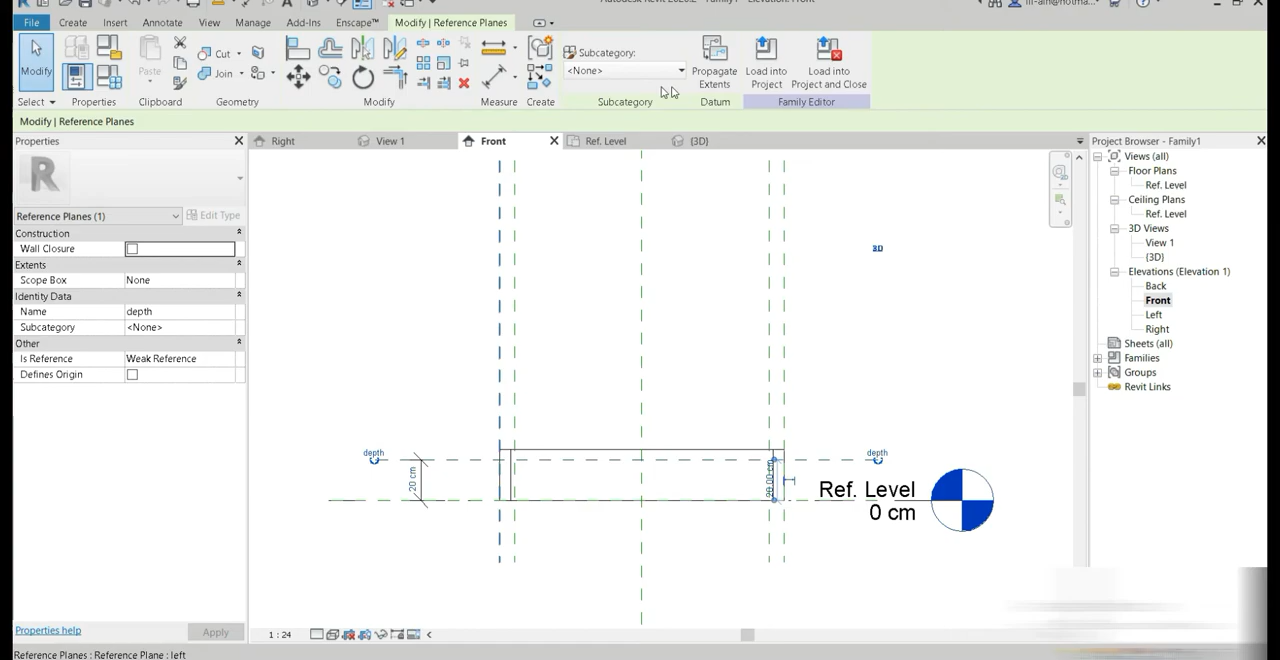 File Create Insert Annotate View Manage Add-Ins Enscape™ Modify | Reference Planes
Modify
Paste
Cut
Join
Subcategory:
<None>
Propagate Extents
Load into Project
Load into Project and Close
Select Properties Clipboard Geometry Modify Measure Create Subcategory Datum Family Editor
Modify | Reference Planes
Properties
Right View 1 Front Ref. Level {3D}
Project Browser - Family1
R
Reference Planes (1) Edit Type
Construction
Wall Closure
Extents
Scope Box None
Identity Data
Name depth
Subcategory <None>
Other
Is Reference Weak Reference
Defines Origin
3D
depth
depth
20 cm
20.00 cm
Ref. Level
0 cm
Views (all)
Floor Plans
Ref. Level
Ceiling Plans
Ref. Level
3D Views
View 1
{3D}
Elevations (Elevation 1)
Back
Front
Left
Right
Sheets (all)
Families
Groups
Revit Links
Properties help Apply
1 : 24
Reference Planes : Reference Plane : left